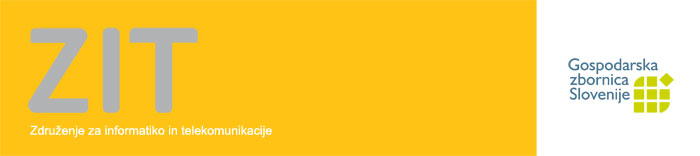 ZIT
Združenje za informatiko in telekomunikacije
Gospodarska
zbornica
Slovenije